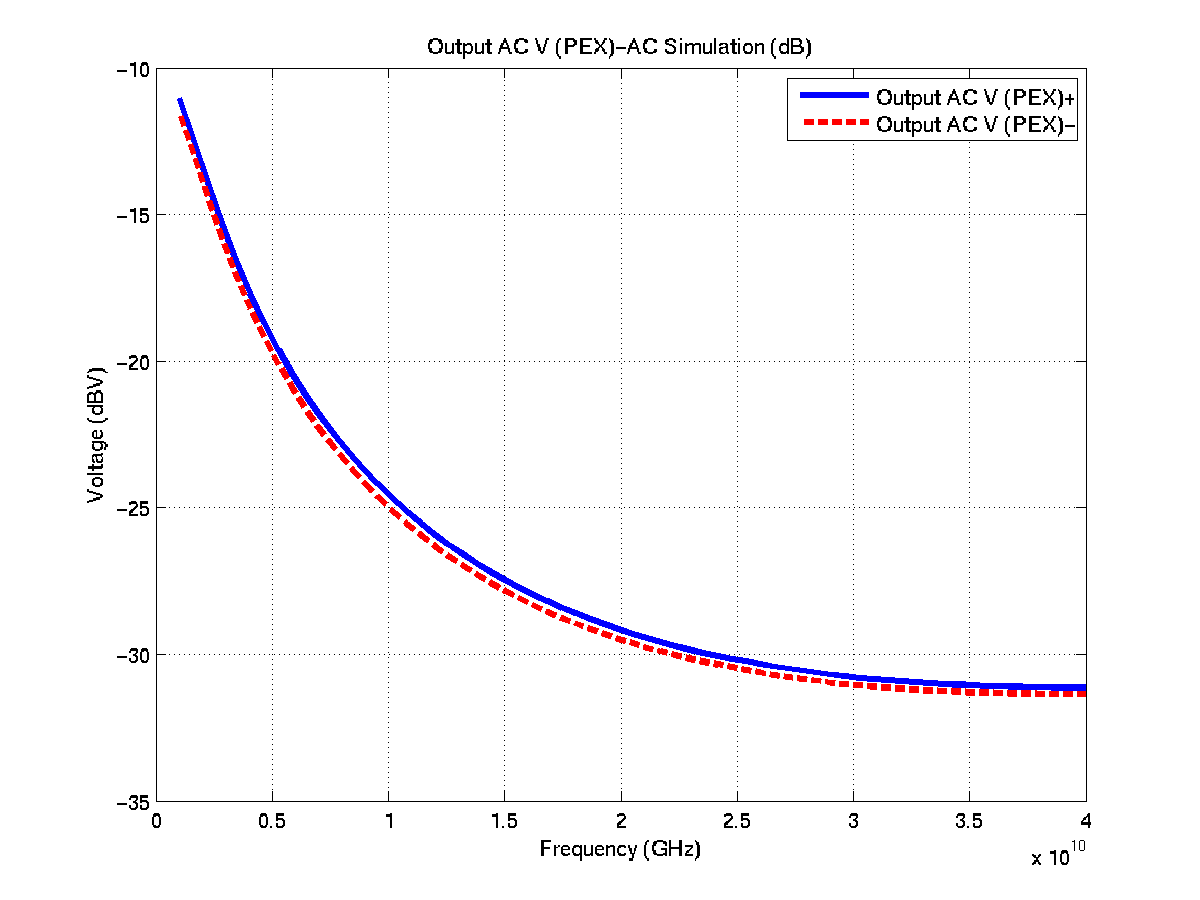 Output AC V (PEX)−AC Simulation (dB)
Output AC V (PEX)+
Output AC V (PEX)−
−10
−15
−20
−25
−30
−35
Voltage (dBV)
0 0.5 1 1.5 2 2.5 3 3.5 4
Frequency (GHz)
x 10^10